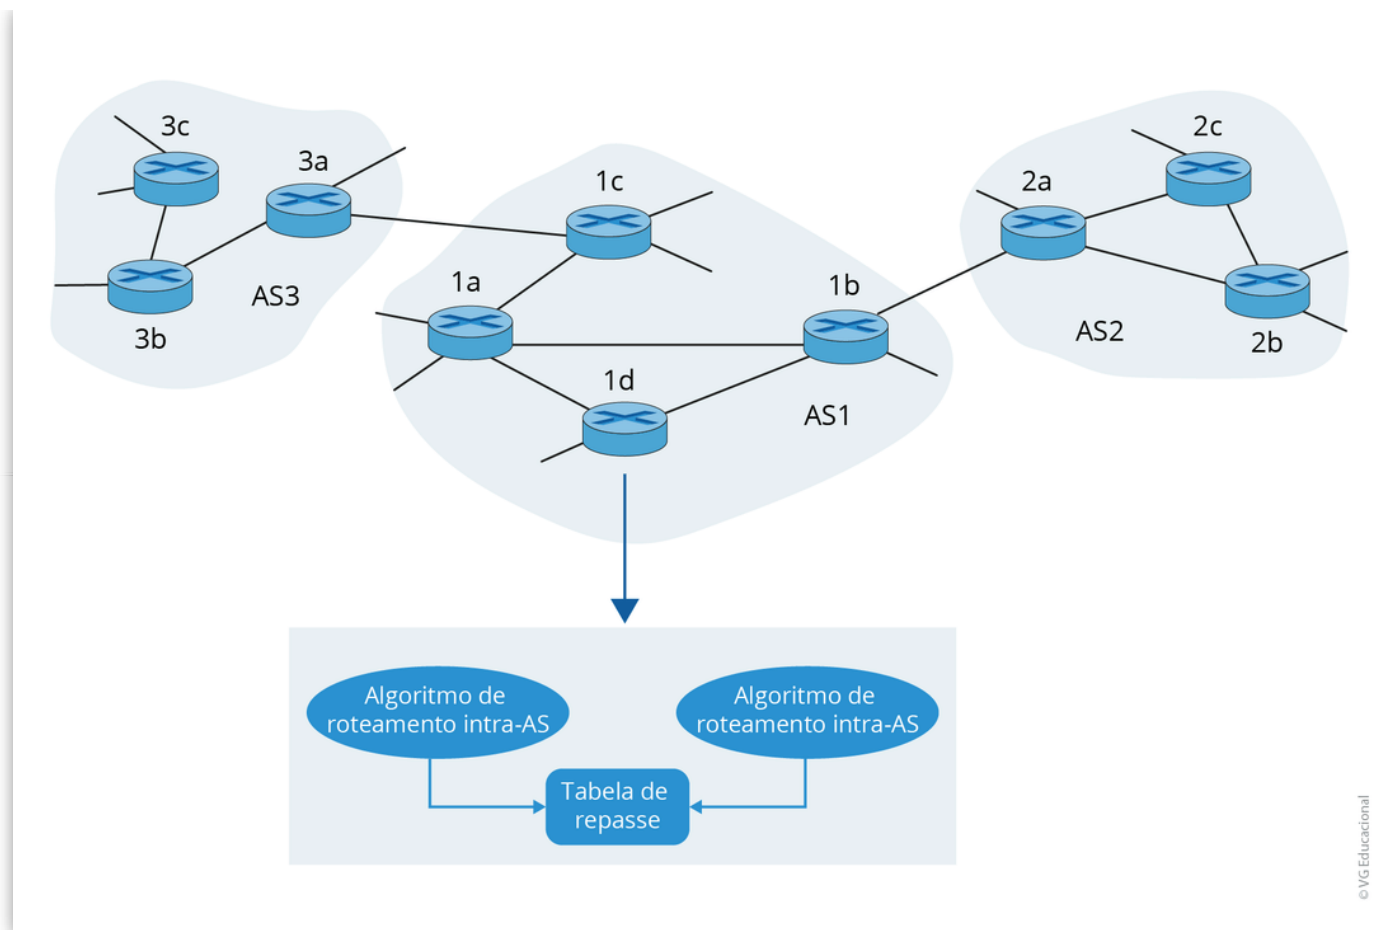 3c
3a
3b
AS3
1c
1a
1b
1d
AS1
2c
2a
2b
AS2
Algoritmo de
roteamento intra-AS
Algoritmo de
roteamento intra-AS
Tabela de
repasse
© VG Educacional